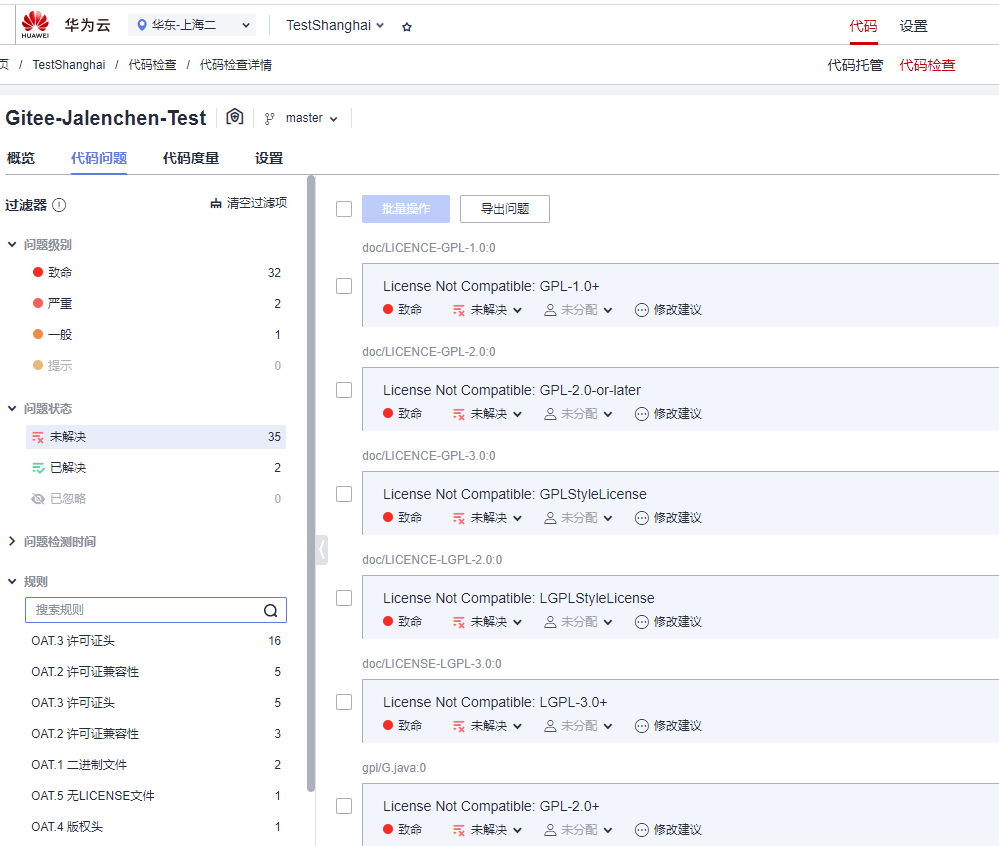 HUAWEI 华为云 华东-上海二 TestShanghai 代码 设置
页 / TestShanghai / 代码检查 / 代码检查详情 代码托管 代码检查
Gitee-Jalenchen-Test master
概览 代码问题 代码度量 设置
过滤器 清空过滤项
问题级别
致命 32
严重 2
一般 1
提示 0
问题状态
未解决 35
已解决 2
已忽略 0
问题检测时间
规则
搜索规则
OAT.3 许可证头 16
OAT.2 许可证兼容性 5
OAT.3 许可证头 5
OAT.2 许可证兼容性 3
OAT.1 二进制文件 2
OAT.5 无LICENSE文件 1
OAT.4 版权头 1
批量操作 导出问题
doc/LICENCE-GPL-1.0:0
License Not Compatible: GPL-1.0+
致命 未解决 未分配 修改建议
doc/LICENCE-GPL-2.0:0
License Not Compatible: GPL-2.0-or-later
致命 未解决 未分配 修改建议
doc/LICENCE-GPL-3.0:0
License Not Compatible: GPLStyleLicense
致命 未解决 未分配 修改建议
doc/LICENCE-LGPL-2.0:0
License Not Compatible: LGPLStyleLicense
致命 未解决 未分配 修改建议
doc/LICENSE-LGPL-3.0:0
License Not Compatible: LGPL-3.0+
致命 未解决 未分配 修改建议
gpl/G.java:0
License Not Compatible: GPL-2.0+
致命 未解决 未分配 修改建议